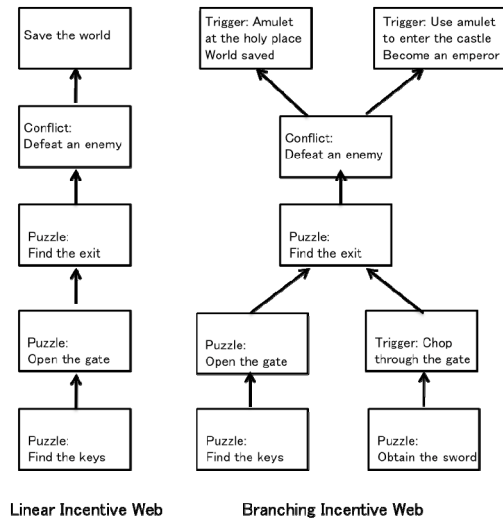 Save the world
Conflict:
Defeat an enemy
Puzzle:
Find the exit
Puzzle:
Open the gate
Puzzle:
Find the keys
Linear Incentive Web
Trigger: Amulet
at the holy place
World saved
Trigger: Use amulet
to enter the castle
Become an emperor
Conflict:
Defeat an enemy
Puzzle:
Find the exit
Puzzle:
Open the gate
Trigger: Chop
through the gate
Puzzle:
Find the keys
Puzzle:
Obtain the sword
Branching Incentive Web